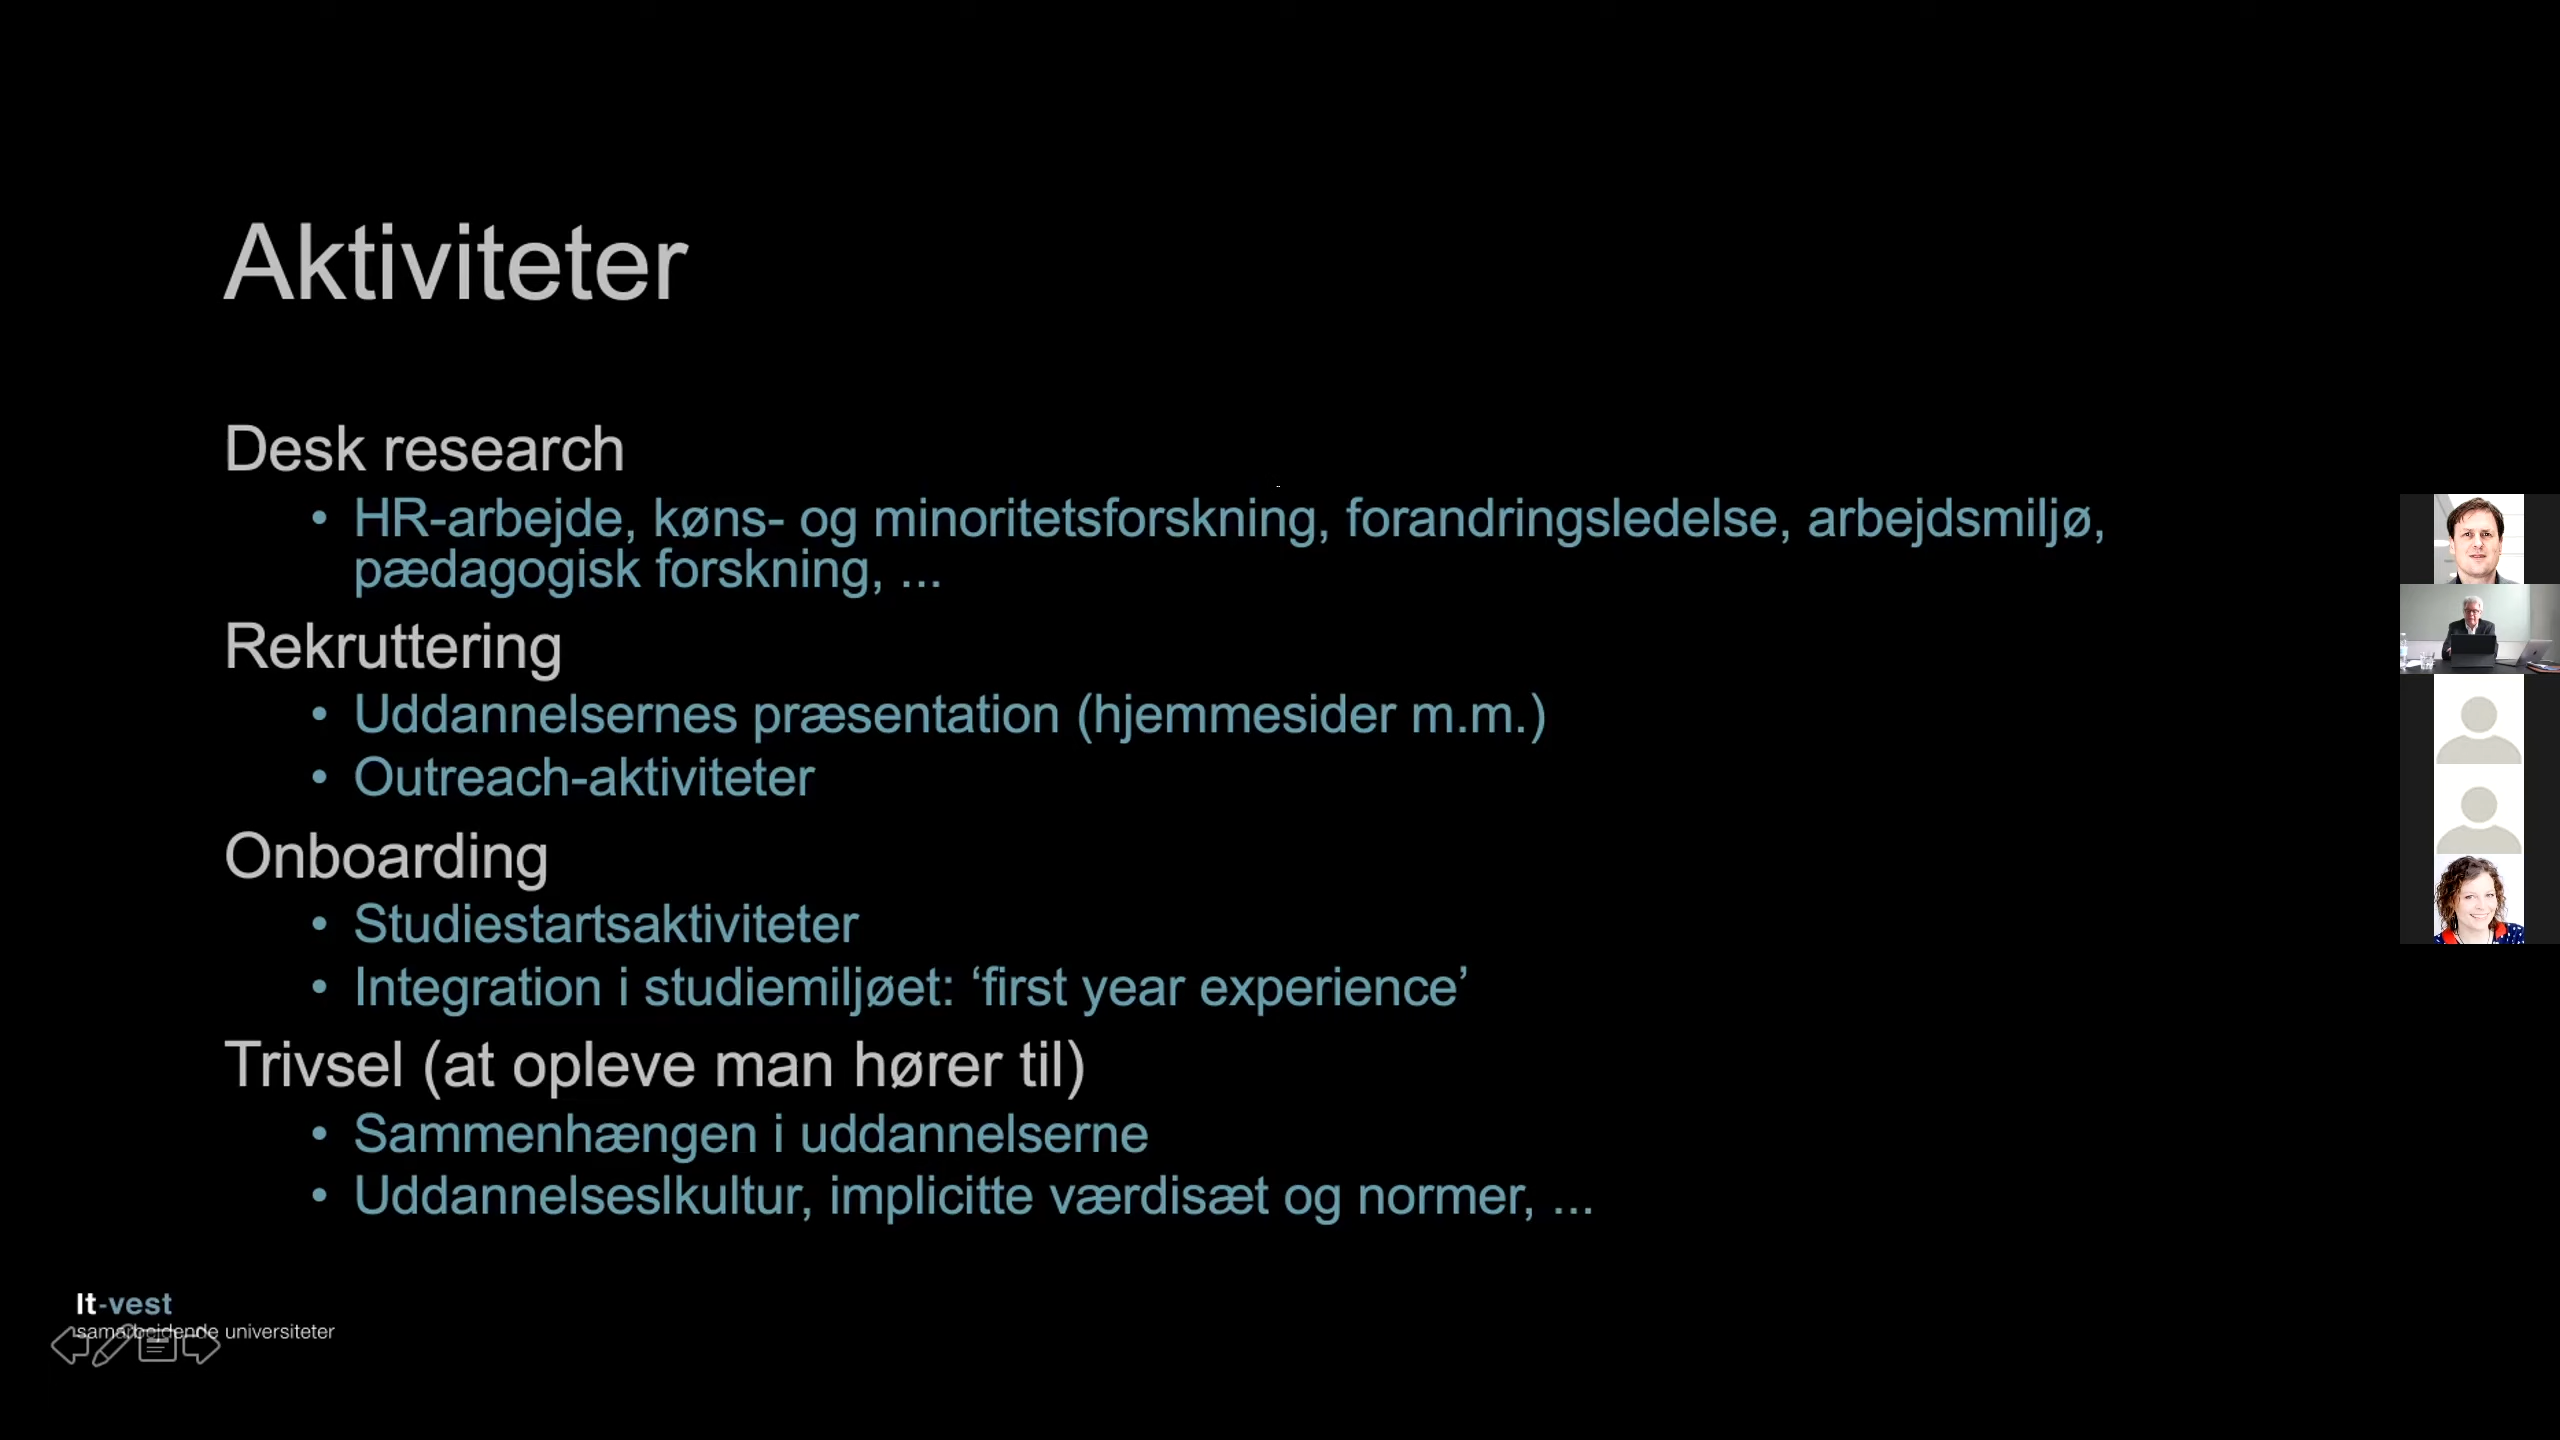 Aktiviteter
Desk research
• HR-arbejde, køns- og minoritetsforskning, forandringsledelse, arbejdsmiljø,
pædagogisk forskning, ...
Rekruttering
• Uddannelsernes præsentation (hjemmesider m.m.)
• Outreach-aktiviteter
Onboarding
• Studiestartsaktiviteter
• Integration i studiemiljøet: ‘first year experience’
Trivsel (at opleve man hører til)
• Sammenhængen i uddannelserne
• Uddannelseslkultur, implicitte værdisæt og normer, ...
It-vest
samarbejdende universiteter